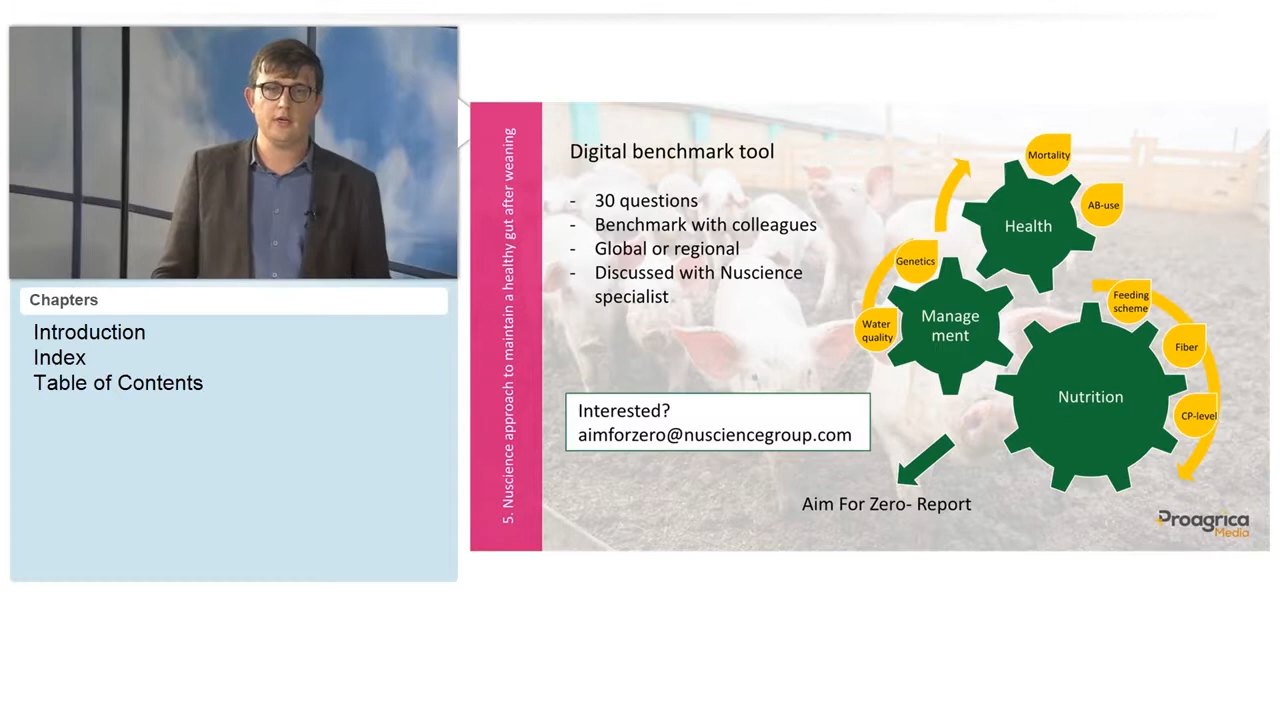 Chapters
Introduction
Index
Table of Contents
5. Nuscience approach to maintain a healthy gut after weaning
Digital benchmark tool
- 30 questions
- Benchmark with colleagues
- Global or regional
- Discussed with Nuscience
specialist
Interested?
aimforzero@nusciencegroup.com
Aim For Zero- Report
Mortality
AB-use
Health
Genetics
Water
quality
Manage
ment
Feeding
scheme
Fiber
CP-level
Nutrition
Proagrica
Media